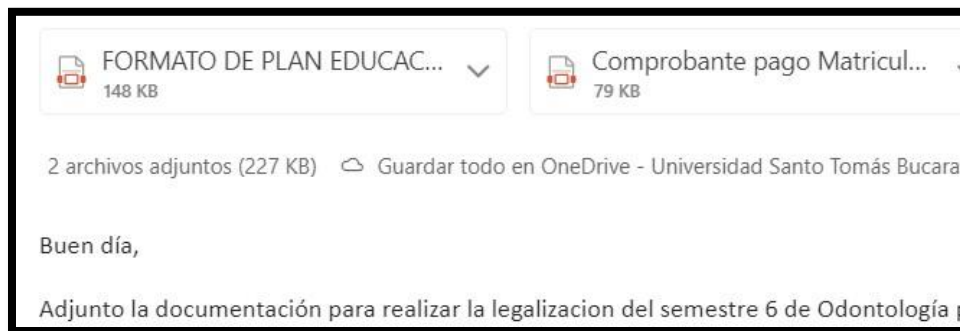 FORMATO DE PLAN EDUCAC...
148 KB
Comprobante pago Matricul...
79 KB
2 archivos adjuntos (227 KB) Guardar todo en OneDrive - Universidad Santo Tomás Bucara
Buen día,
Adjunto la documentación para realizar la legalizacion del semestre 6 de Odontología